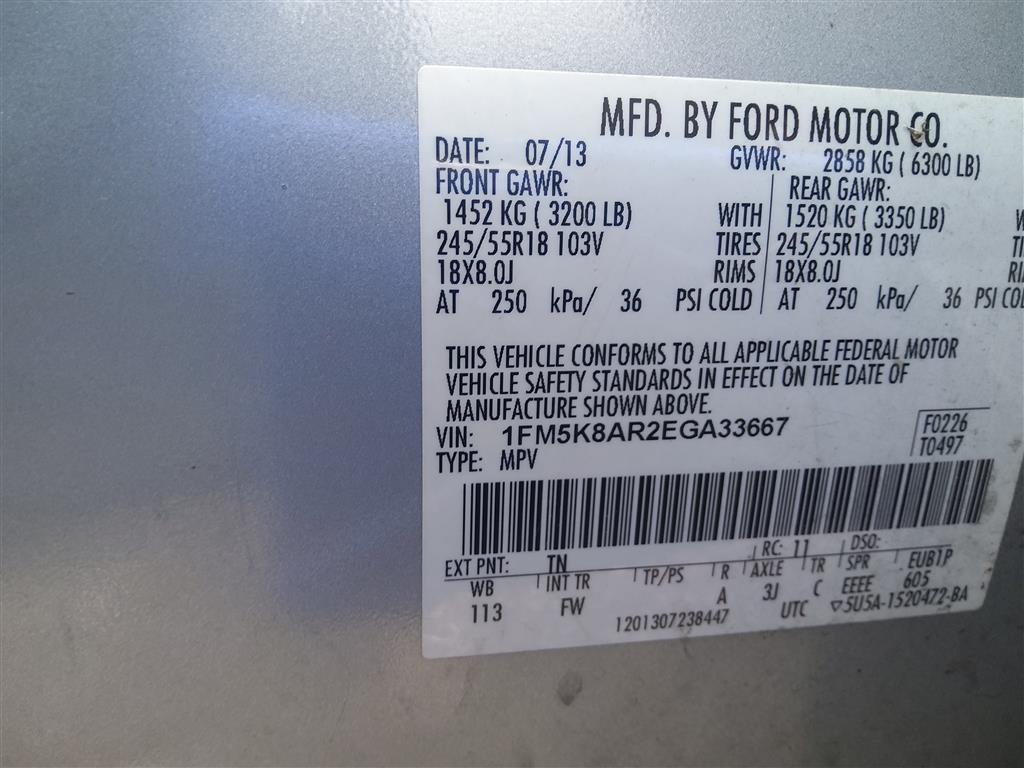 MFD. BY FORD MOTOR CO.
DATE: 07/13 GVWR: 2858 KG ( 6300 LB)
FRONT GAWR: REAR GAWR:
1452 KG ( 3200 LB) WITH 1520 KG ( 3350 LB) W
245/55R18 103V TIRES 245/55R18 103V TI
18X8.0J RIMS 18X8.0J RI
AT 250 kPa/ 36 PSI COLD AT 250 kPa/ 36 PSI COL
THIS VEHICLE CONFORMS TO ALL APPLICABLE FEDERAL MOTOR
VEHICLE SAFETY STANDARDS IN EFFECT ON THE DATE OF
MANUFACTURE SHOWN ABOVE.
VIN: 1FM5K8AR2EGA33667 F0226
TYPE: MPV T0497
EXT PNT: TN RC: 11 DSO:
WB INT TR TP/PS R AXLE TR SPR EUB1P
113 FW A 3J C EEEE 605
1201307238447 UTC ▽5U5A-1520472-BA